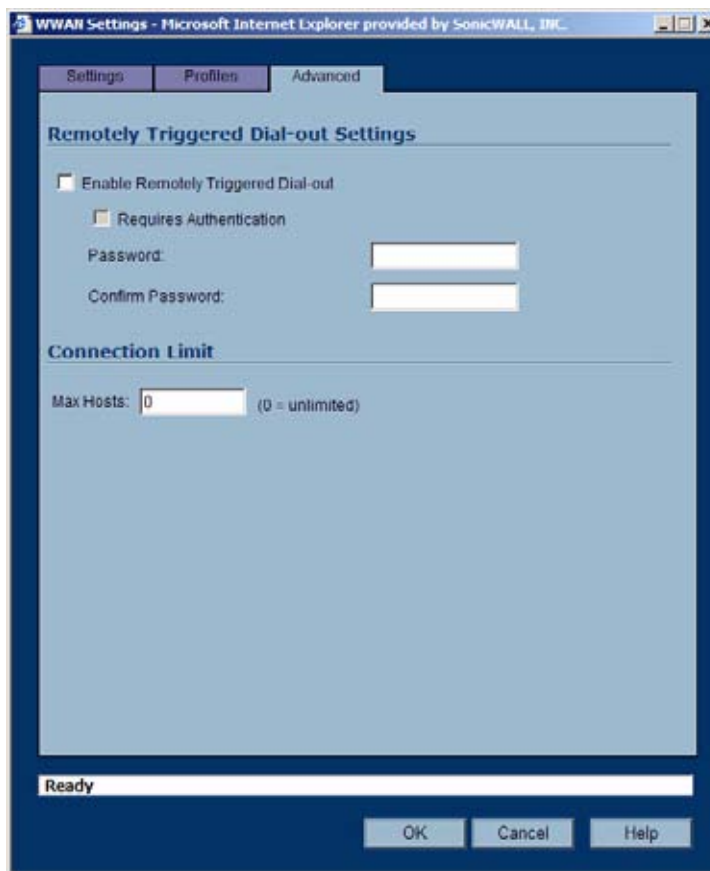 WWAN Settings - Microsoft Internet Explorer provided by SonicWALL, INC.
Settings Profiles Advanced
Remotely Triggered Dial-out Settings
Enable Remotely Triggered Dial-out
Requires Authentication
Password:
Confirm Password:
Connection Limit
Max Hosts: 0 (0 = unlimited)
Ready
OK Cancel Help